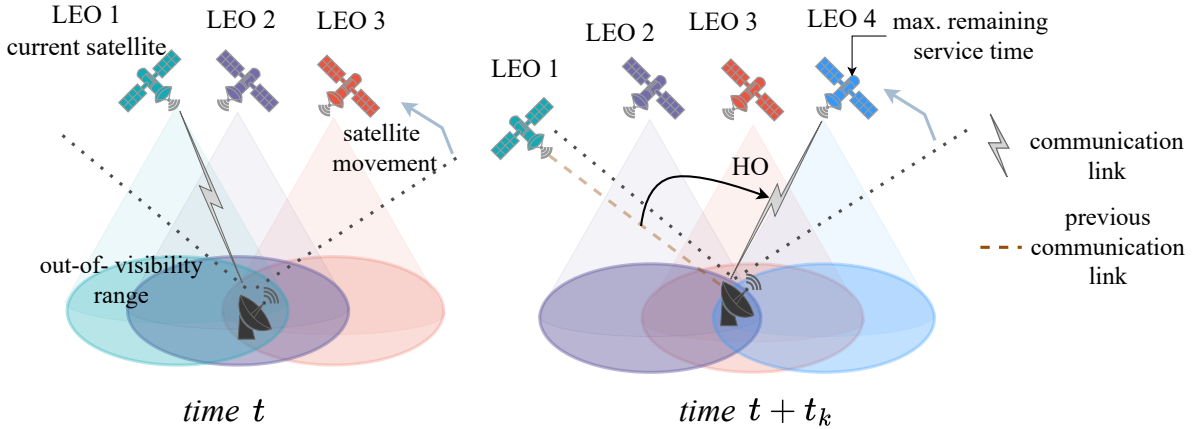 LEO 1
current satellite
LEO 2
LEO 3
satellite
movement
out-of- visibility
range
time t
LEO 1
LEO 2
LEO 3
LEO 4
max. remaining
service time
HO
time t + t_k
communication
link
previous
communication
link